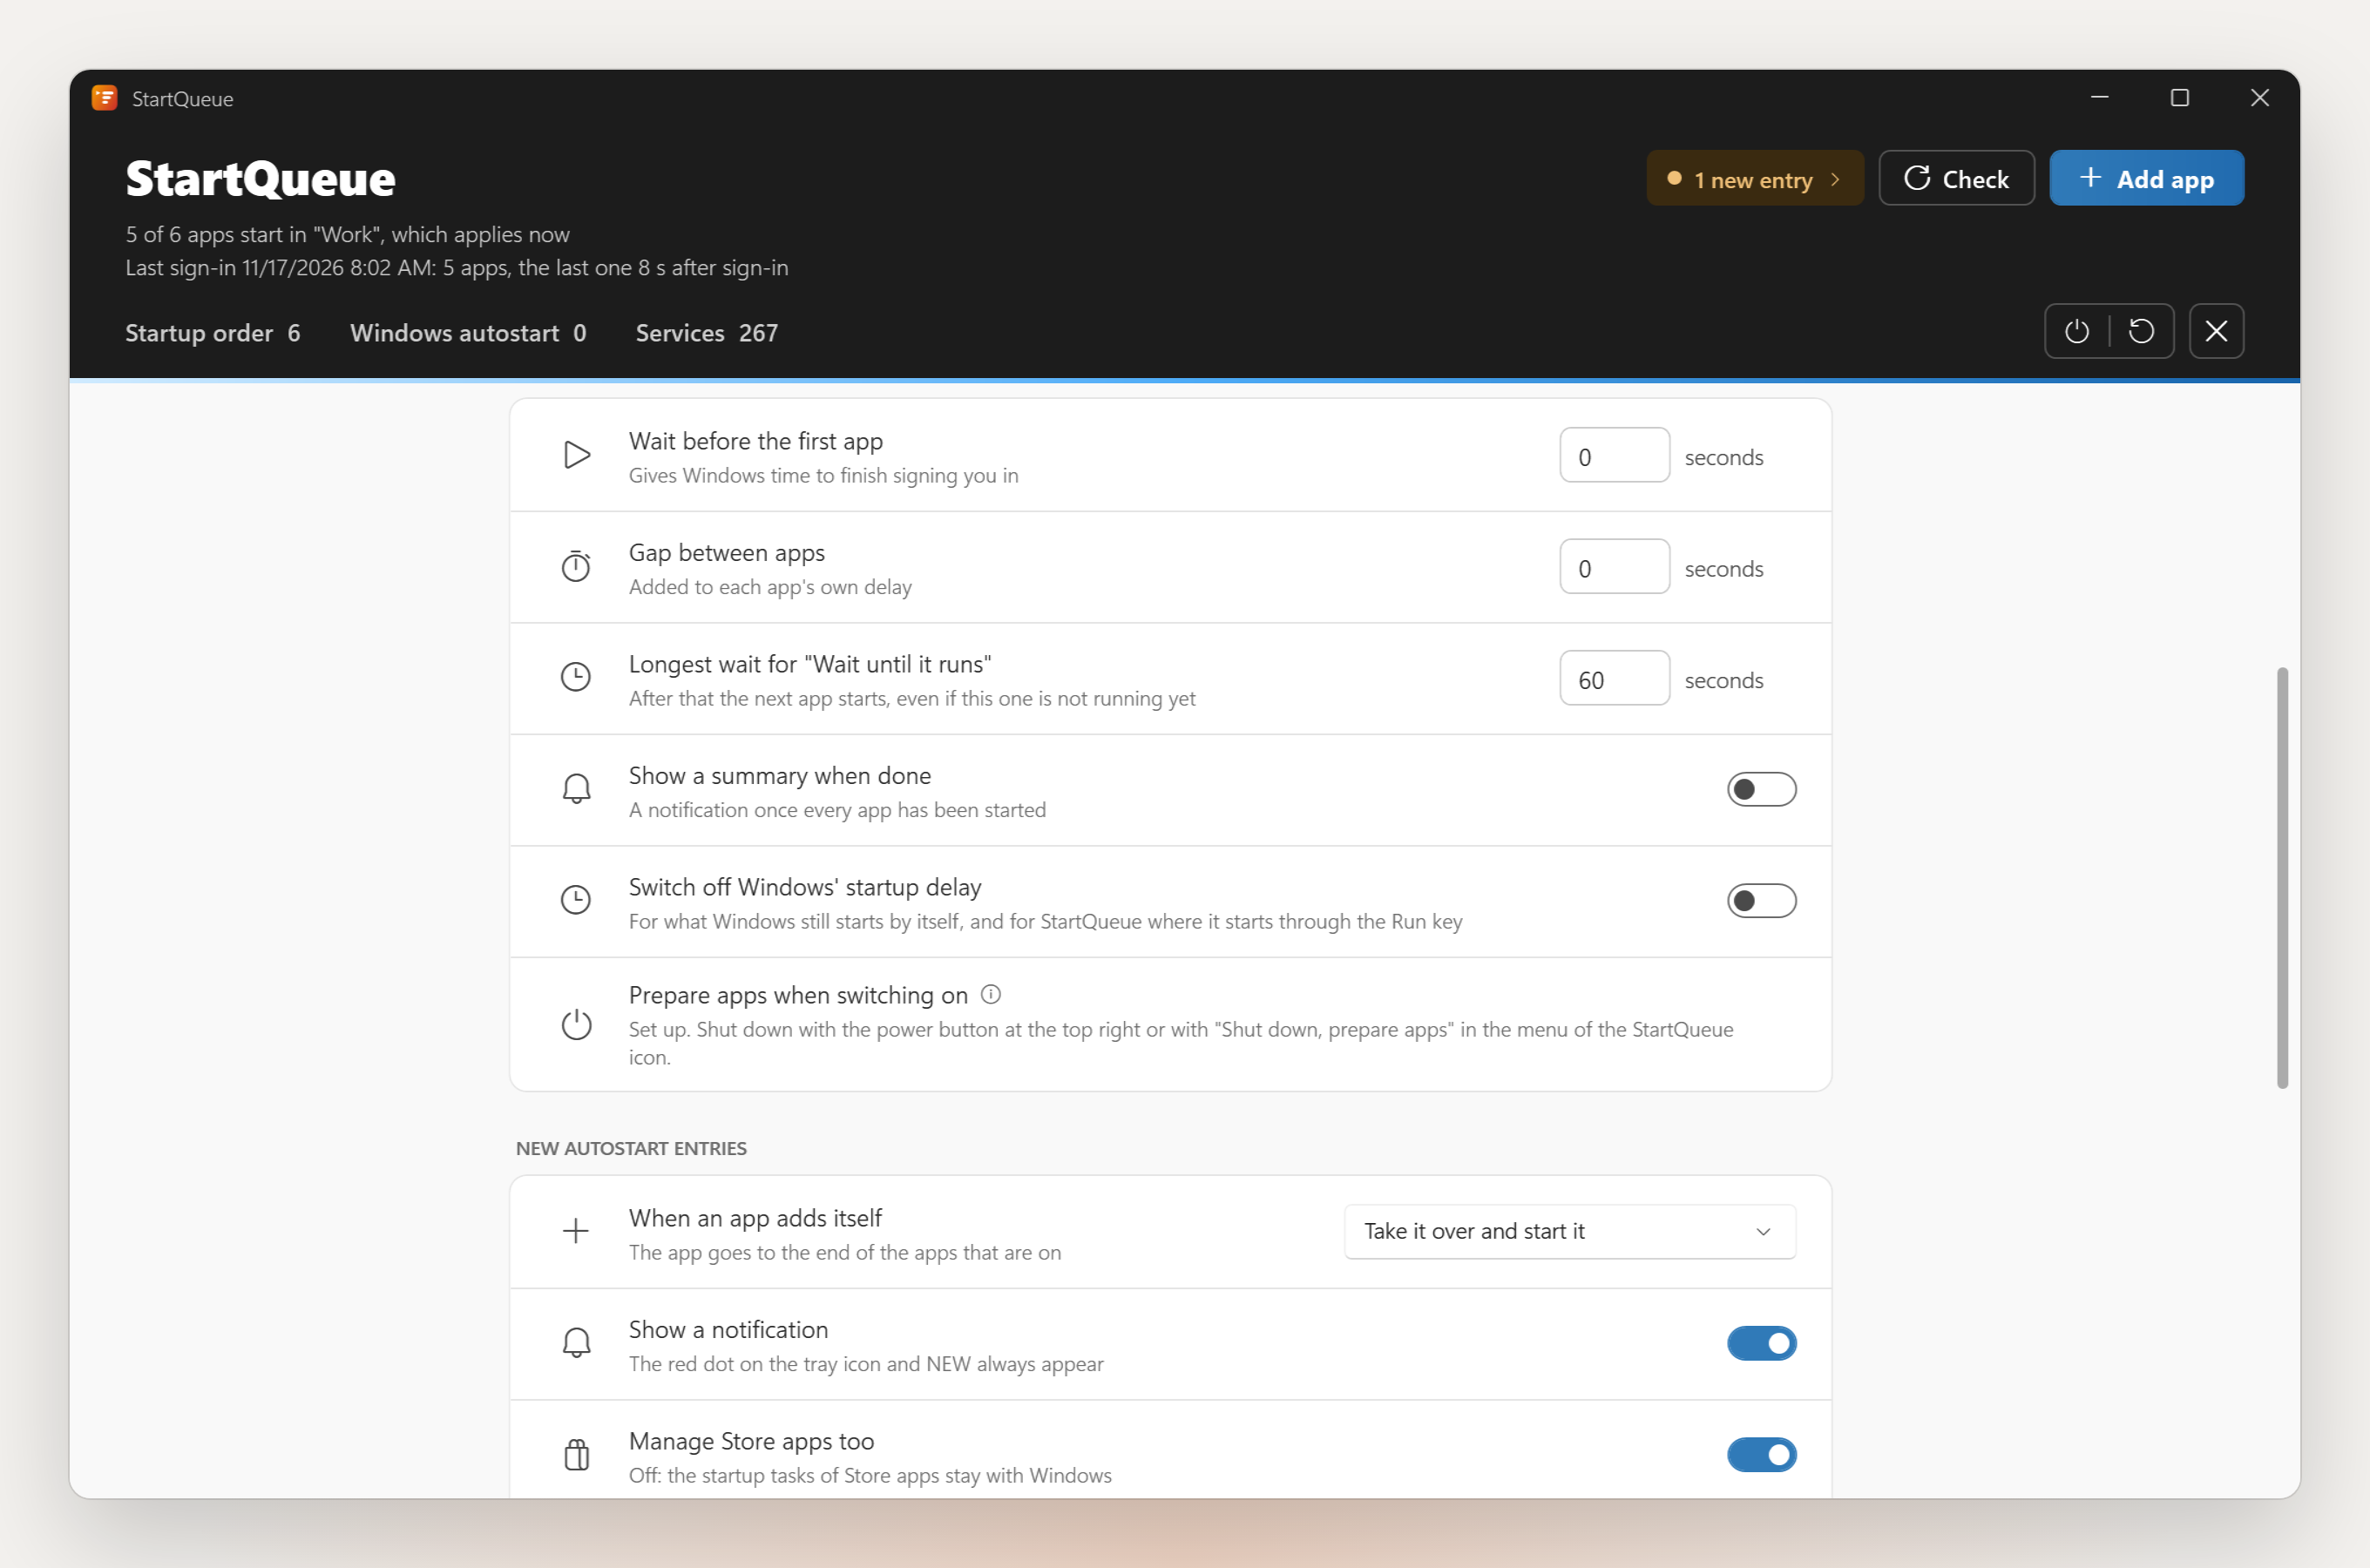 StartQueue
StartQueue
1 new entry
Check
Add app
5 of 6 apps start in "Work", which applies now
Last sign-in 11/17/2026 8:02 AM: 5 apps, the last one 8 s after sign-in
Startup order 6
Windows autostart 0
Services 267
Wait before the first app
Gives Windows time to finish signing you in
0 seconds
Gap between apps
Added to each app's own delay
0 seconds
Longest wait for "Wait until it runs"
After that the next app starts, even if this one is not running yet
60 seconds
Show a summary when done
A notification once every app has been started
Switch off Windows' startup delay
For what Windows still starts by itself, and for StartQueue where it starts through the Run key
Prepare apps when switching on
Set up. Shut down with the power button at the top right or with "Shut down, prepare apps" in the menu of the StartQueue
icon.
NEW AUTOSTART ENTRIES
When an app adds itself
The app goes to the end of the apps that are on
Take it over and start it
Show a notification
The red dot on the tray icon and NEW always appear
Manage Store apps too
Off: the startup tasks of Store apps stay with Windows